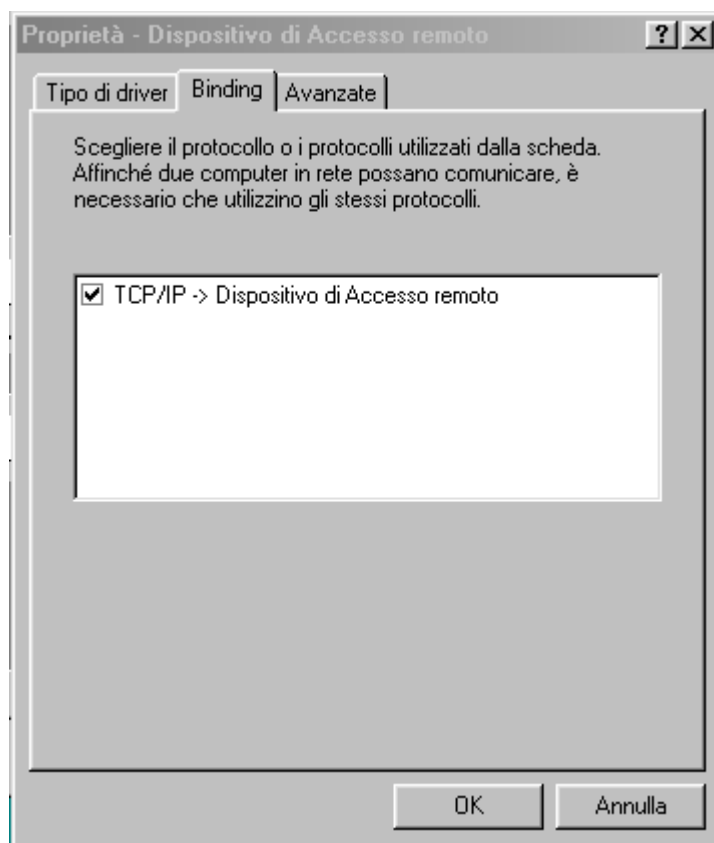 Proprietà - Dispositivo di Accesso remoto
Tipo di driver Binding Avanzate
Scegliere il protocollo o i protocolli utilizzati dalla scheda.
Affinché due computer in rete possano comunicare, è
necessario che utilizzino gli stessi protocolli.
TCP/IP -> Dispositivo di Accesso remoto
OK Annulla